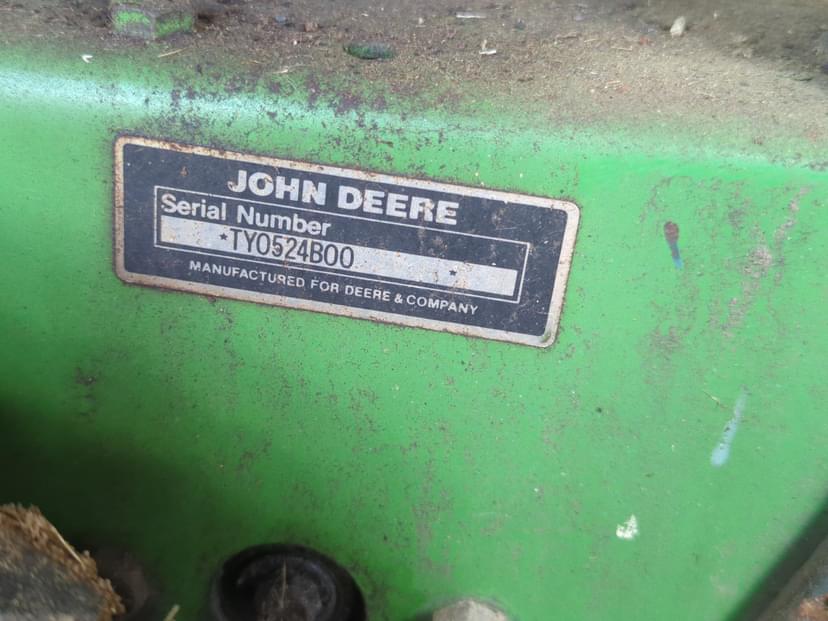 JOHN DEERE
Serial Number
*TY0524B00 *
MANUFACTURED FOR DEERE & COMPANY